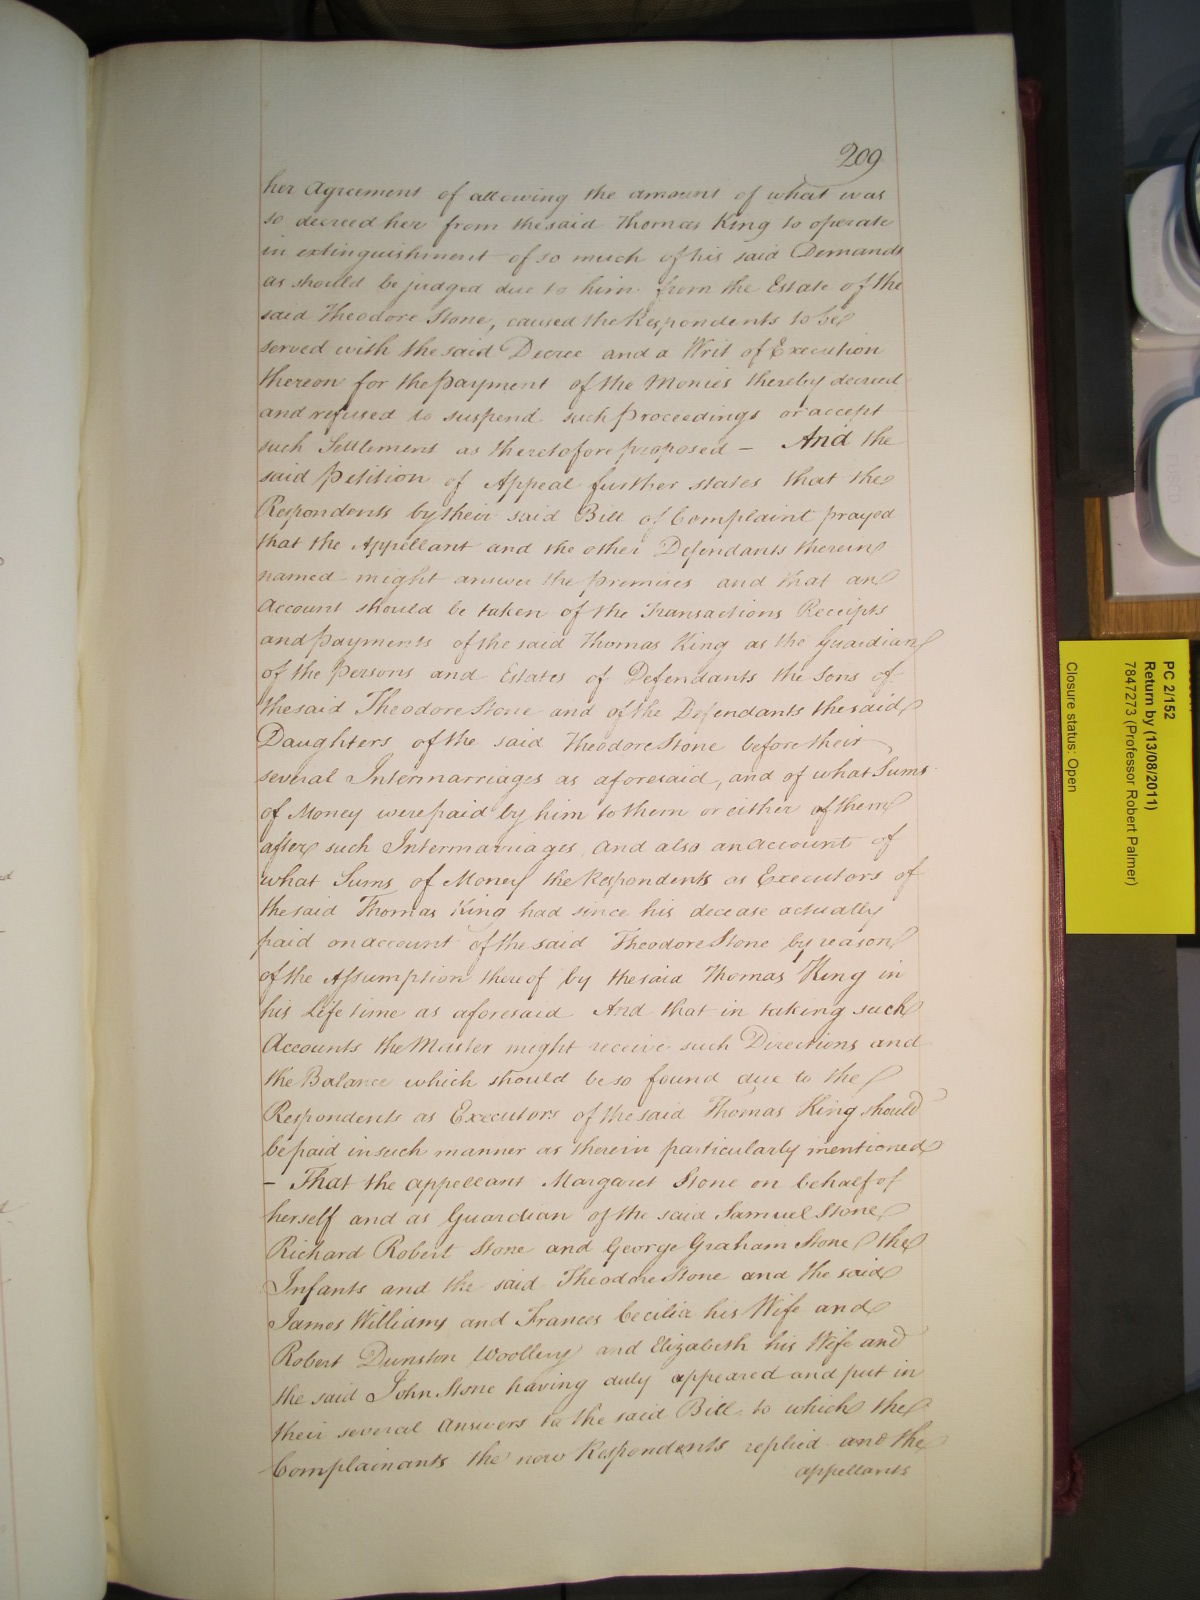 209
her Agreement of allowing the amount of what was
so decreed her from the said Thomas King to operate
in extinguishment of so much of his said Demands
as should be judged due to him from the Estate of the
said Theodore Stone, caused the Respondents to be
served with the said Decree and a Writ of Execution
thereon for the payment of the Monies thereby decreed
and refused to suspend such Proceedings or accept
such Settlement as theretofore proposed – And the
said Petition of Appeal further states that the
Respondents by their said Bill of Complaint prayed
that the Appellant and the other Defendants therein
named might answer the premises and that an
Account should be taken of the Transactions Receipts
and payments of the said Thomas King as the Guardian
of the Persons and Estates of Defendants the Sons of
the said Theodore Stone and of the Defendants the said
Daughters of the said Theodore Stone before their
several Intermarriages as aforesaid, and of what Sums
of Money were paid by him to them or either of them
after such Intermarriages and also an account of
what Sums of Money the Respondents as Executors of
the said Thomas King had since his decease actually
paid on account of the said Theodore Stone by reason
of the Assumption thereof by the said Thomas King in
his Life time as aforesaid And that in taking such
Accounts the Master might receive such Directions and
the Balance which should be so found due to the
Respondents as Executors of the said Thomas King should
be paid in such manner as therein particularly mentioned
– That the appellant Margaret Stone on behalf of
herself and as Guardian of the said Samuel Stone
Richard Robert Stone and George Graham Stone the
Infants and the said Theodore Stone and the said
James Williams and Frances Cecilia his Wife and
Robert Dunston Woollery and Elizabeth his Wife and
the said John Stone having duly appeared and put in
their several answers to the said Bill to which the
Complainants the now Respondents replied and the
appellants
PC 2/152
Return by (13/08/2011)
7847273 (Professor Robert Palmer)
Closure status: Open